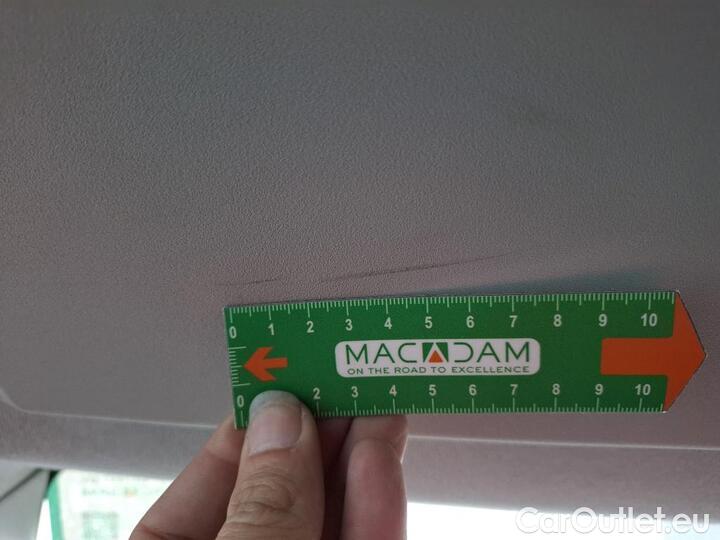 0 1 2 3 4 5 6 7 8 9 10
MACADAM
ON THE ROAD TO EXCELLENCE
0 2 3 4 5 6 7 8 9 10
CarOutlet.eu